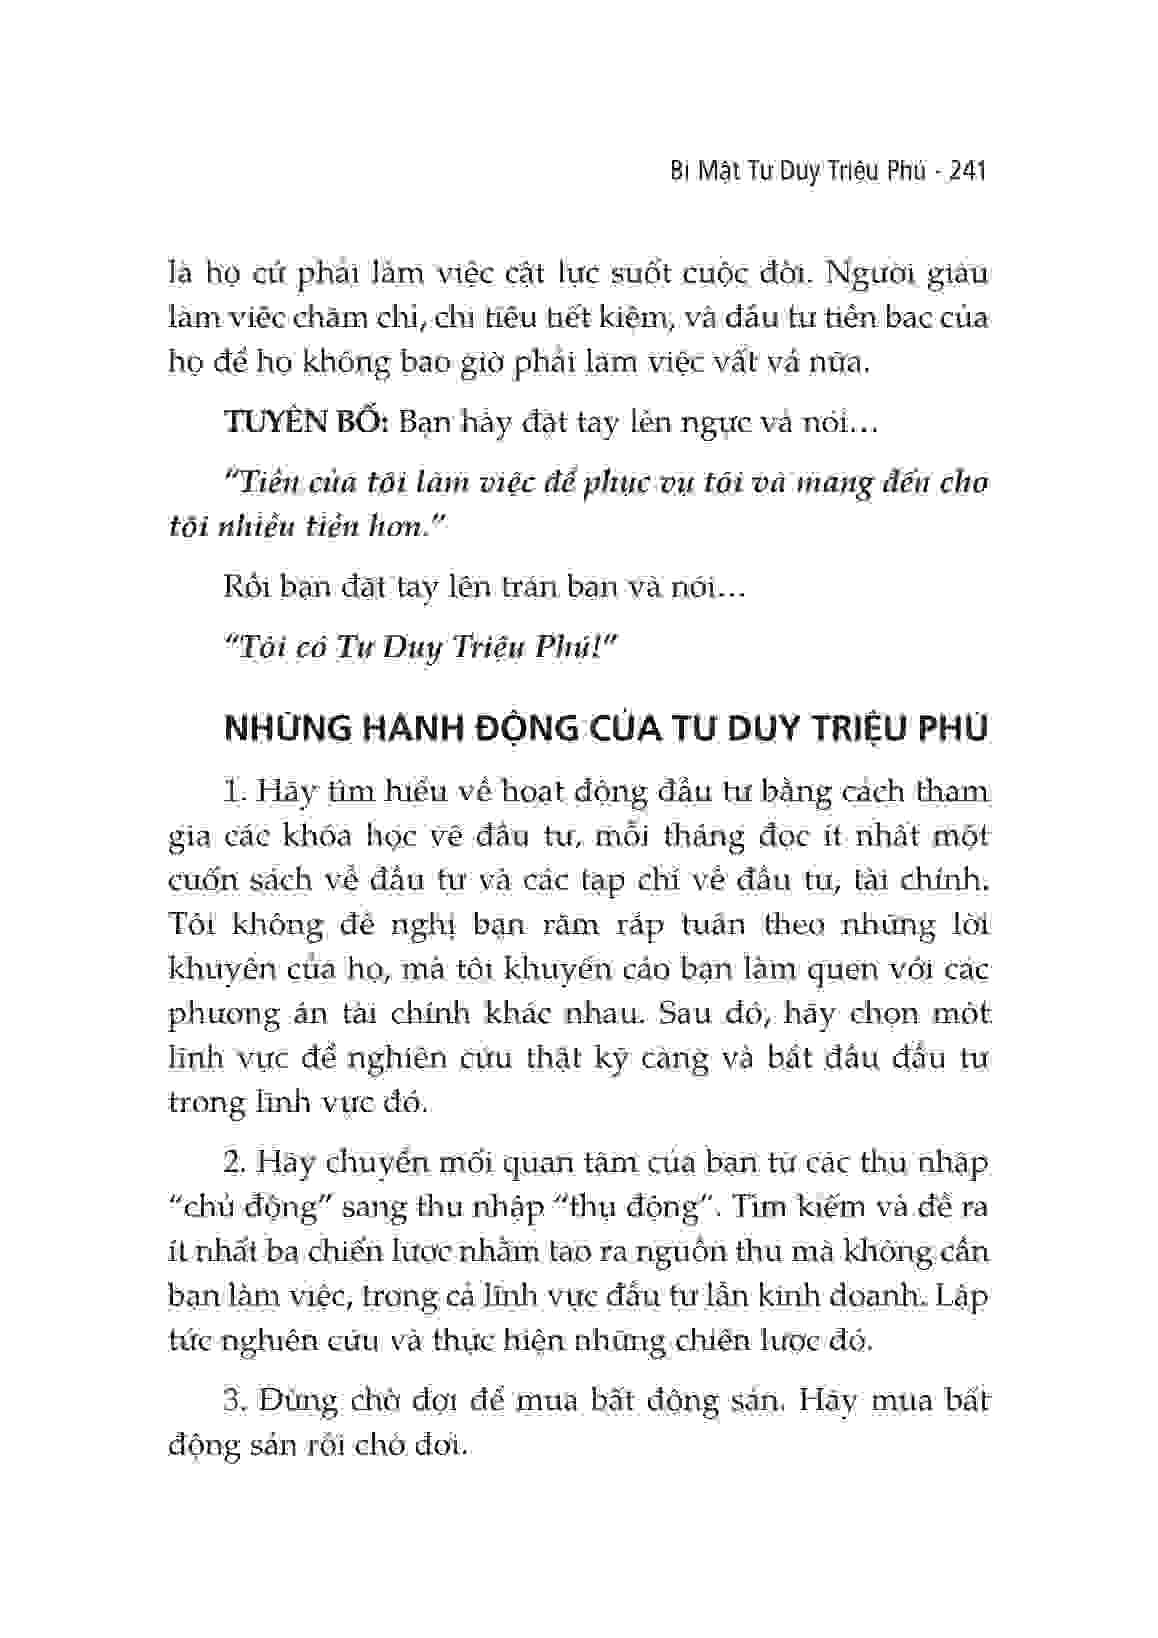 Bí Mật Tư Duy Triệu Phú - 241
là họ cứ phải làm việc cật lực suốt cuộc đời. Người giàu
làm việc chăm chỉ, chi tiêu tiết kiệm, và đầu tư tiền bạc của
họ để họ không bao giờ phải làm việc vất vả nữa.
TUYÊN BỐ: Bạn hãy đặt tay lên ngực và nói…
“Tiền của tôi làm việc để phục vụ tôi và mang đến cho
tôi nhiều tiền hơn.”
Rồi bạn đặt tay lên trán bạn và nói…
“Tôi có Tư Duy Triệu Phú!”
NHỮNG HÀNH ĐỘNG CỦA TƯ DUY TRIỆU PHÚ
1. Hãy tìm hiểu về hoạt động đầu tư bằng cách tham
gia các khóa học về đầu tư, mỗi tháng đọc ít nhất một
cuốn sách về đầu tư và các tạp chí về đầu tư, tài chính.
Tôi không đề nghị bạn răm rắp tuân theo những lời
khuyên của họ, mà tôi khuyến cáo bạn làm quen với các
phương án tài chính khác nhau. Sau đó, hãy chọn một
lĩnh vực để nghiên cứu thật kỹ càng và bắt đầu đầu tư
trong lĩnh vực đó.
2. Hãy chuyển mối quan tâm của bạn từ các thu nhập
“chủ động” sang thu nhập “thụ động”. Tìm kiếm và đề ra
ít nhất ba chiến lược nhằm tạo ra nguồn thu mà không cần
bạn làm việc, trong cả lĩnh vực đầu tư lẫn kinh doanh. Lập
tức nghiên cứu và thực hiện những chiến lược đó.
3. Đừng chờ đợi để mua bất động sản. Hãy mua bất
động sản rồi chờ đợi.